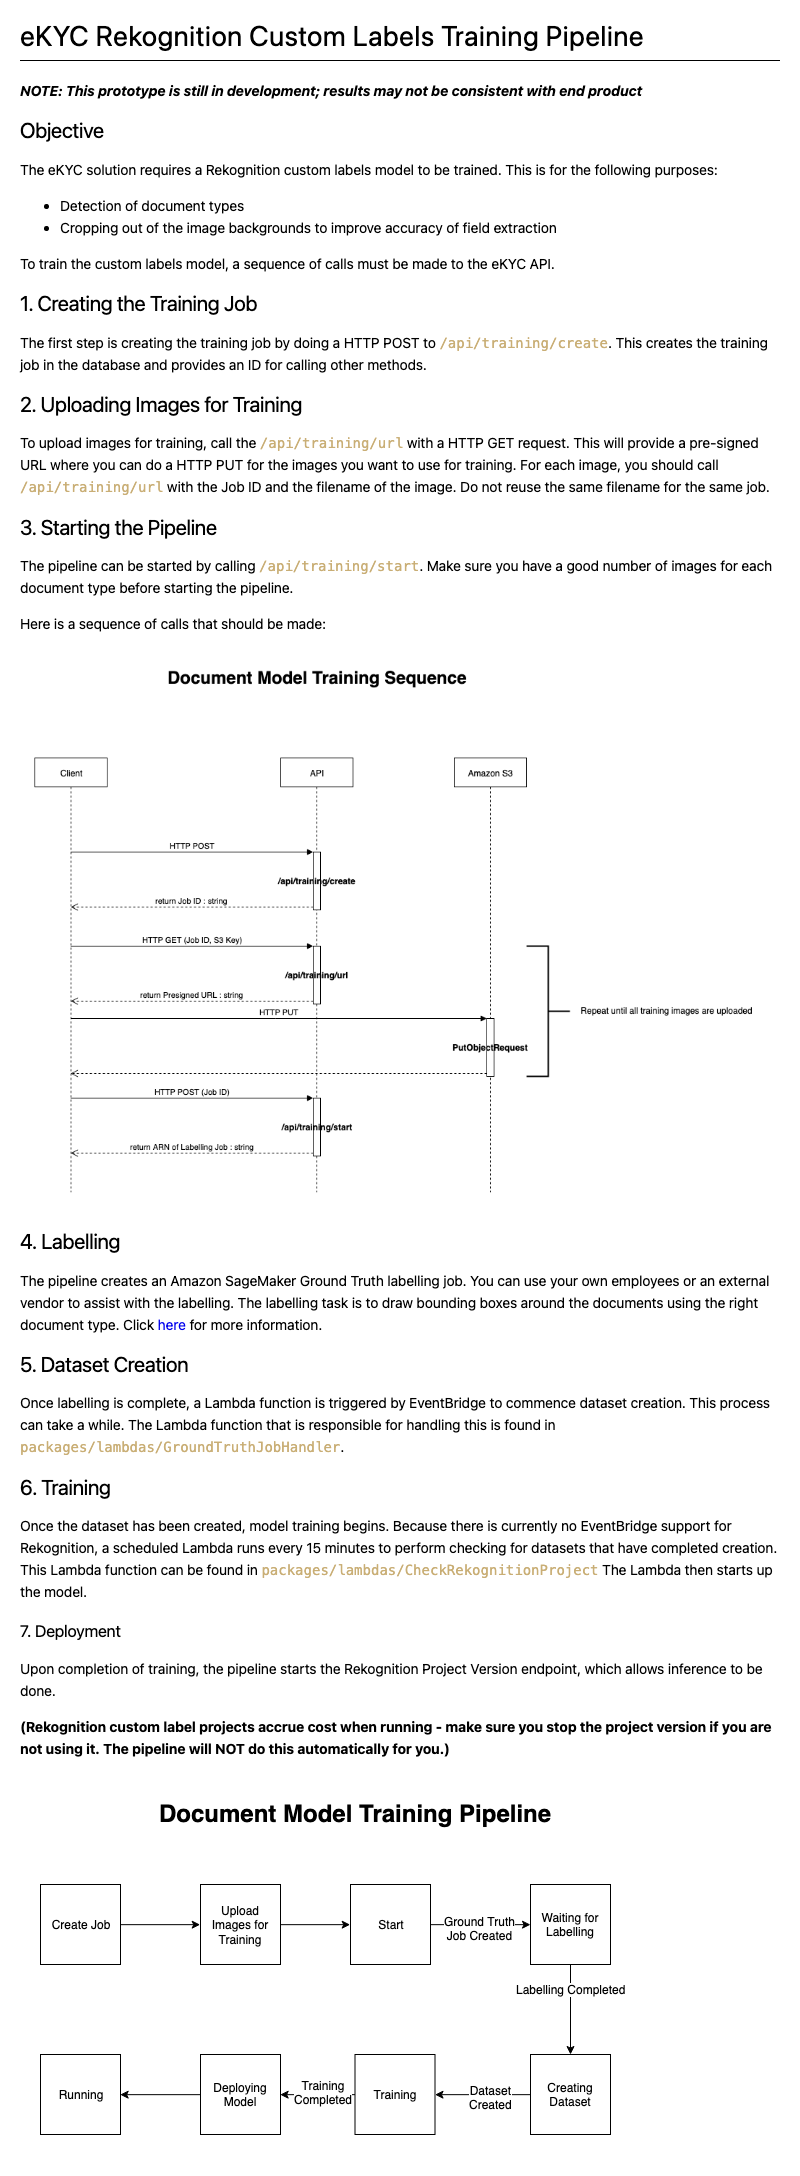 eKYC Rekognition Custom Labels Training Pipeline
NOTE: This prototype is still in development; results may not be consistent with end product
Objective
The eKYC solution requires a Rekognition custom labels model to be trained. This is for the following purposes:
• Detection of document types
• Cropping out of the image backgrounds to improve accuracy of field extraction
To train the custom labels model, a sequence of calls must be made to the eKYC API.
1. Creating the Training Job
The first step is creating the training job by doing a HTTP POST to /api/training/create. This creates the training
job in the database and provides an ID for calling other methods.
2. Uploading Images for Training
To upload images for training, call the /api/training/url with a HTTP GET request. This will provide a pre-signed
URL where you can do a HTTP PUT for the images you want to use for training. For each image, you should call
/api/training/url with the Job ID and the filename of the image. Do not reuse the same filename for the same job.
3. Starting the Pipeline
The pipeline can be started by calling /api/training/start. Make sure you have a good number of images for each
document type before starting the pipeline.
Here is a sequence of calls that should be made:
Document Model Training Sequence
Client
API
Amazon S3
HTTP POST
/api/training/create
return Job ID : string
HTTP GET (Job ID, S3 Key)
/api/training/url
return Presigned URL : string
HTTP PUT
Repeat until all training images are uploaded
PutObjectRequest
HTTP POST (Job ID)
/api/training/start
return ARN of Labelling Job : string
4. Labelling
The pipeline creates an Amazon SageMaker Ground Truth labelling job. You can use your own employees or an external
vendor to assist with the labelling. The labelling task is to draw bounding boxes around the documents using the right
document type. Click here for more information.
5. Dataset Creation
Once labelling is complete, a Lambda function is triggered by EventBridge to commence dataset creation. This process
can take a while. The Lambda function that is responsible for handling this is found in
packages/lambdas/GroundTruthJobHandler.
6. Training
Once the dataset has been created, model training begins. Because there is currently no EventBridge support for
Rekognition, a scheduled Lambda runs every 15 minutes to perform checking for datasets that have completed creation.
This Lambda function can be found in packages/lambdas/CheckRekognitionProject The Lambda then starts up
the model.
7. Deployment
Upon completion of training, the pipeline starts the Rekognition Project Version endpoint, which allows inference to be
done.
(Rekognition custom label projects accrue cost when running - make sure you stop the project version if you are
not using it. The pipeline will NOT do this automatically for you.)
Document Model Training Pipeline
Create Job
Upload
Images for
Training
Start
Ground Truth
Job Created
Waiting for
Labelling
Labelling Completed
Running
Deploying
Model
Training
Completed
Training
Dataset
Created
Creating
Dataset